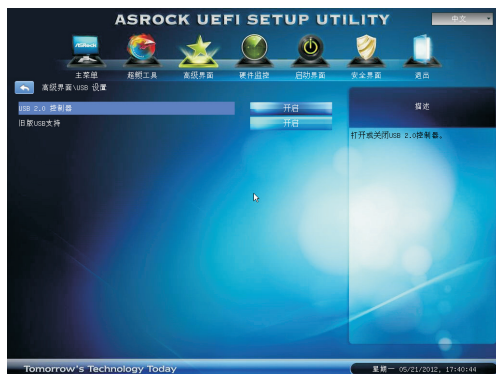 ASROCK UEFI SETUP UTILITY
中文
ASRock
主菜单
超频工具
高级界面
硬件监控
启动界面
安全界面
退出
高级界面\USB 设置
USB 2.0 控制器
开启
旧版USB支持
开启
描述
打开或关闭USB 2.0控制器。
Tomorrow's Technology Today
星期一 05/21/2012, 17:40:44